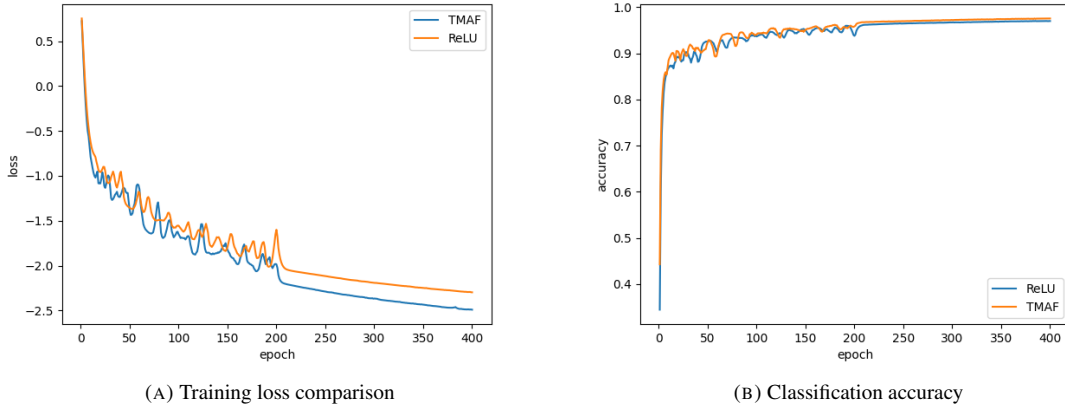 TMAF
ReLU
0.5
0.0
−0.5
−1.0
−1.5
−2.0
−2.5
loss
0 50 100 150 200 250 300 350 400
epoch
(A) Training loss comparison
1.0
0.9
0.8
0.7
0.6
0.5
0.4
accuracy
ReLU
TMAF
0 50 100 150 200 250 300 350 400
epoch
(B) Classification accuracy